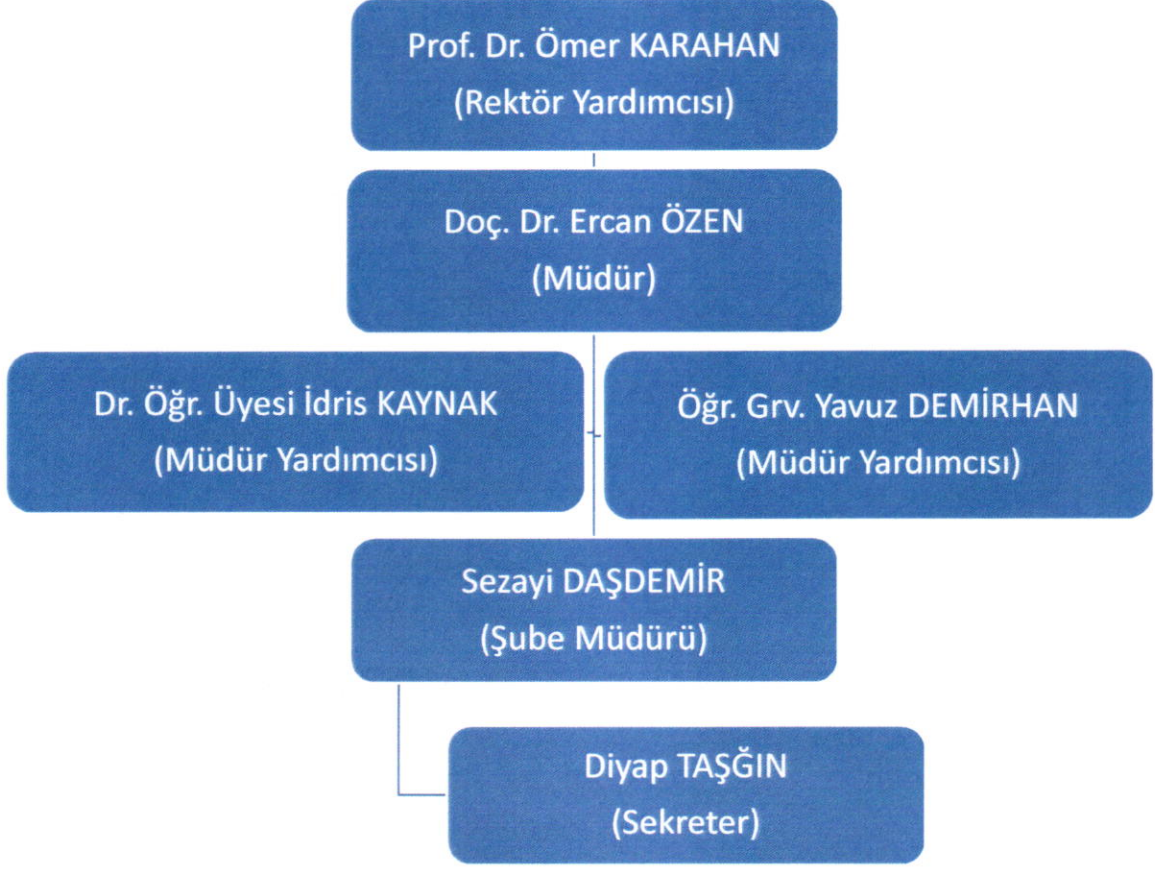 Prof. Dr. Ömer KARAHAN
(Rektör Yardımcısı)
Doç. Dr. Ercan ÖZEN
(Müdür)
Dr. Öğr. Üyesi İdris KAYNAK
(Müdür Yardımcısı)
Öğr. Grv. Yavuz DEMİRHAN
(Müdür Yardımcısı)
Sezayi DAŞDEMİR
(Şube Müdürü)
Diyap TAŞĞIN
(Sekreter)